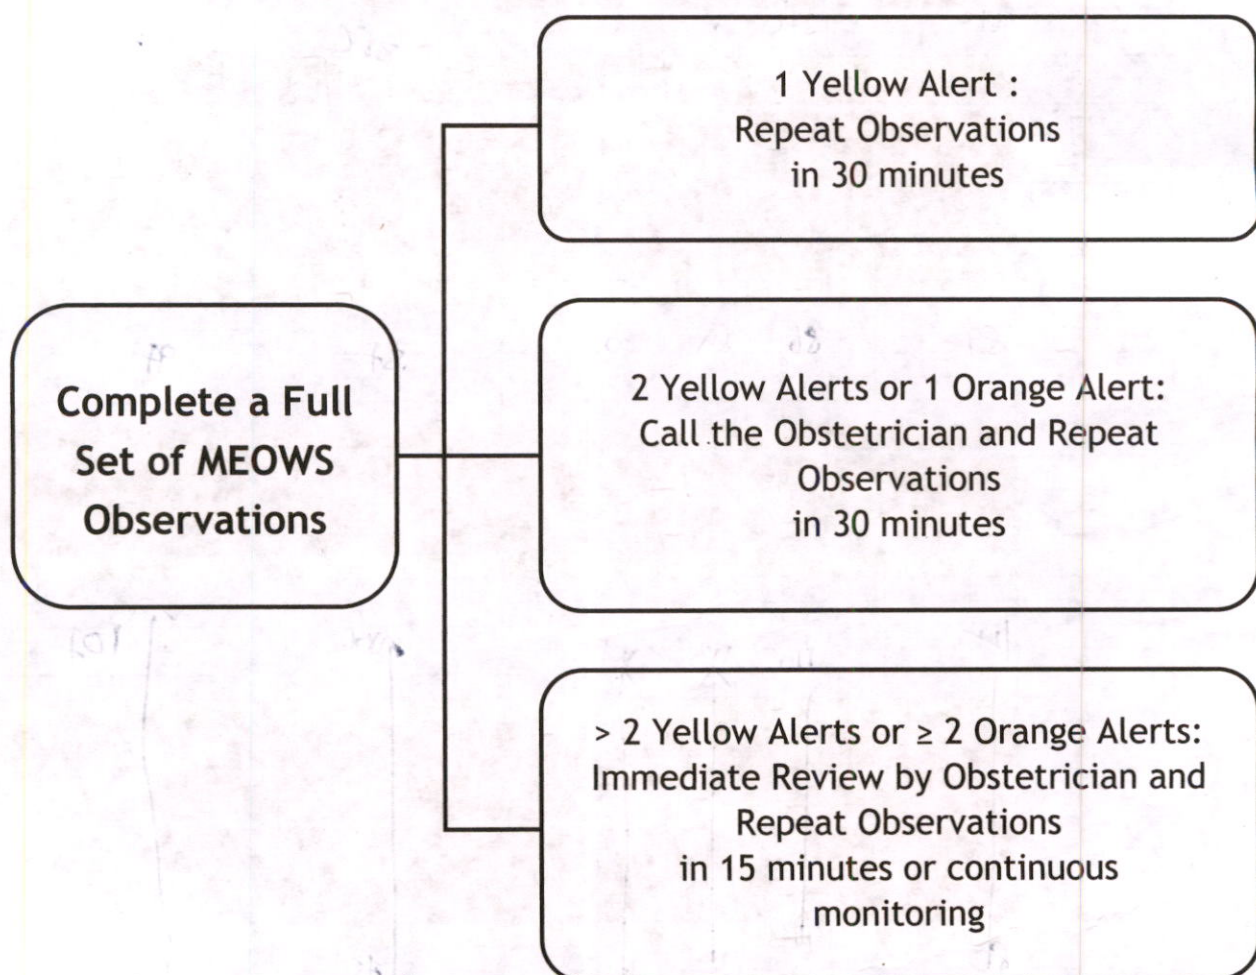 1 Yellow Alert :
Repeat Observations
in 30 minutes
Complete a Full
Set of MEOWS
Observations
2 Yellow Alerts or 1 Orange Alert:
Call the Obstetrician and Repeat
Observations
in 30 minutes
> 2 Yellow Alerts or ≥ 2 Orange Alerts:
Immediate Review by Obstetrician and
Repeat Observations
in 15 minutes or continuous
monitoring